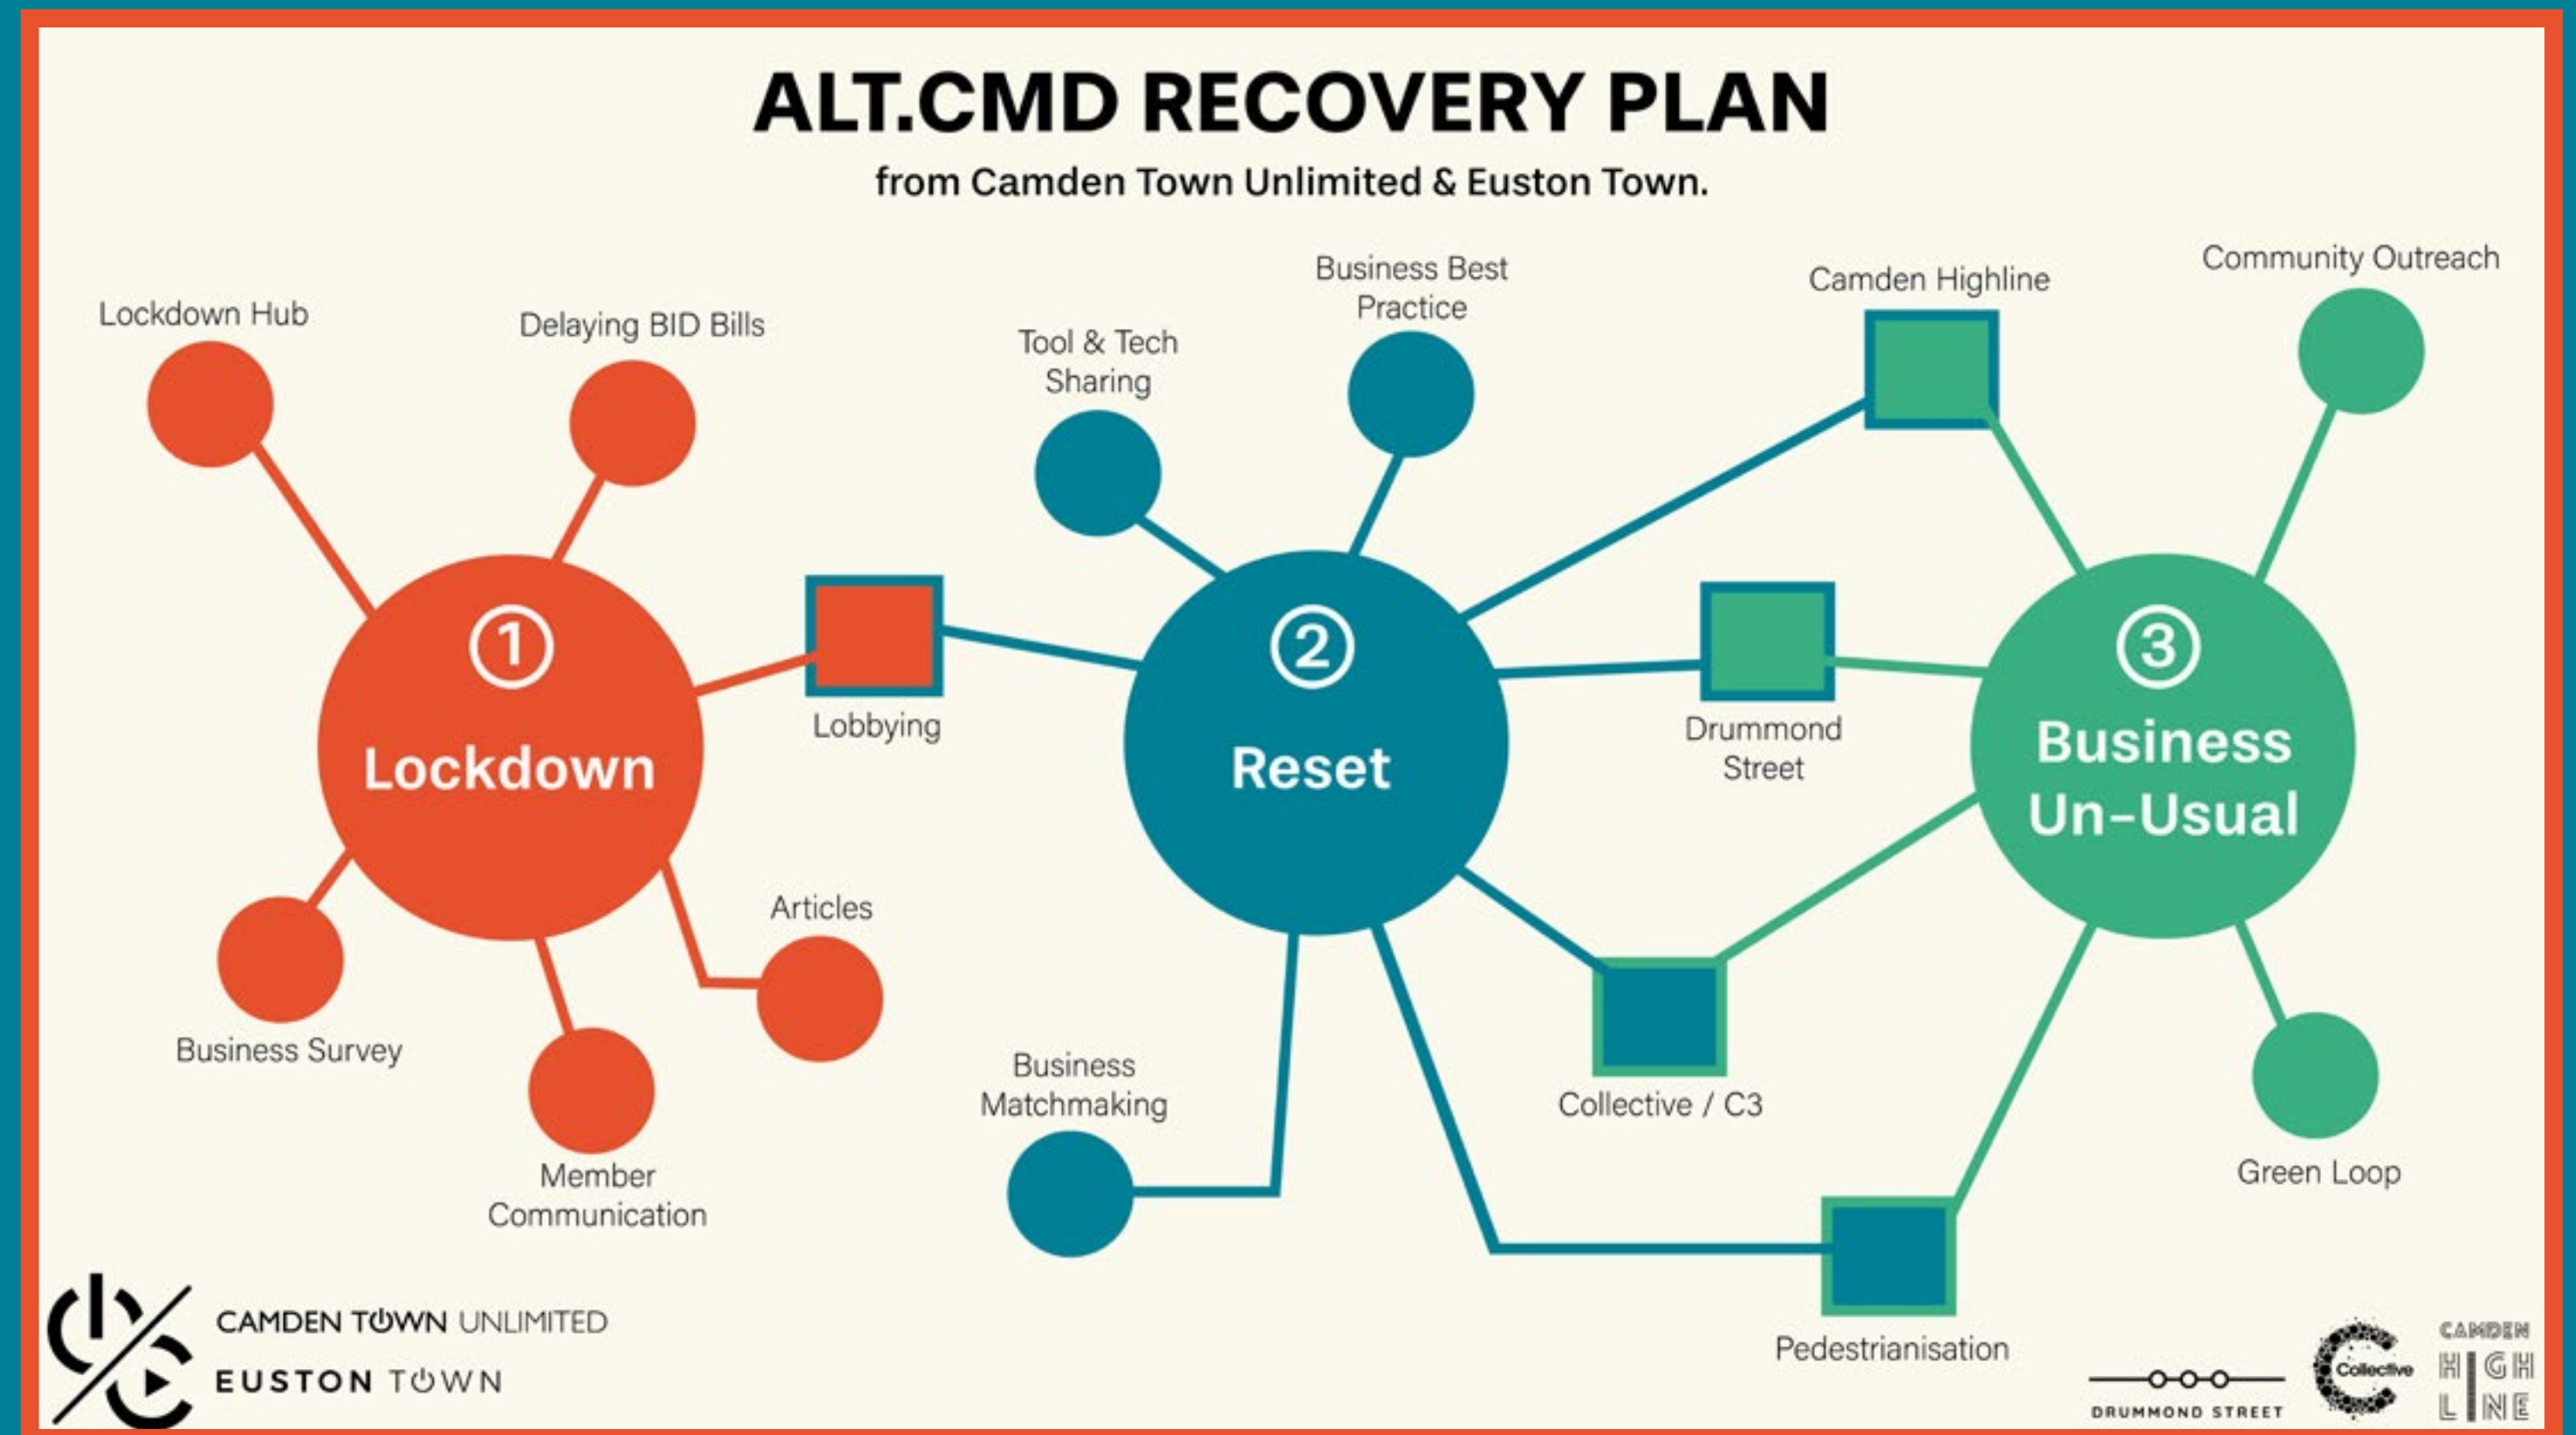 ALT.CMD RECOVERY PLAN
from Camden Town Unlimited & Euston Town.
Lockdown Hub
Delaying BID Bills
1
Lockdown
Lobbying
Business Survey
Member
Communication
Articles
Tool & Tech
Sharing
Business Best
Practice
2
Reset
Business
Matchmaking
Camden Highline
Drummond
Street
Collective / C3
Pedestrianisation
Community Outreach
3
Business
Un-Usual
Green Loop
CAMDEN TOWN UNLIMITED
EUSTON TOWN
DRUMMOND STREET
Collective
CAMDEN
HIGH
LINE